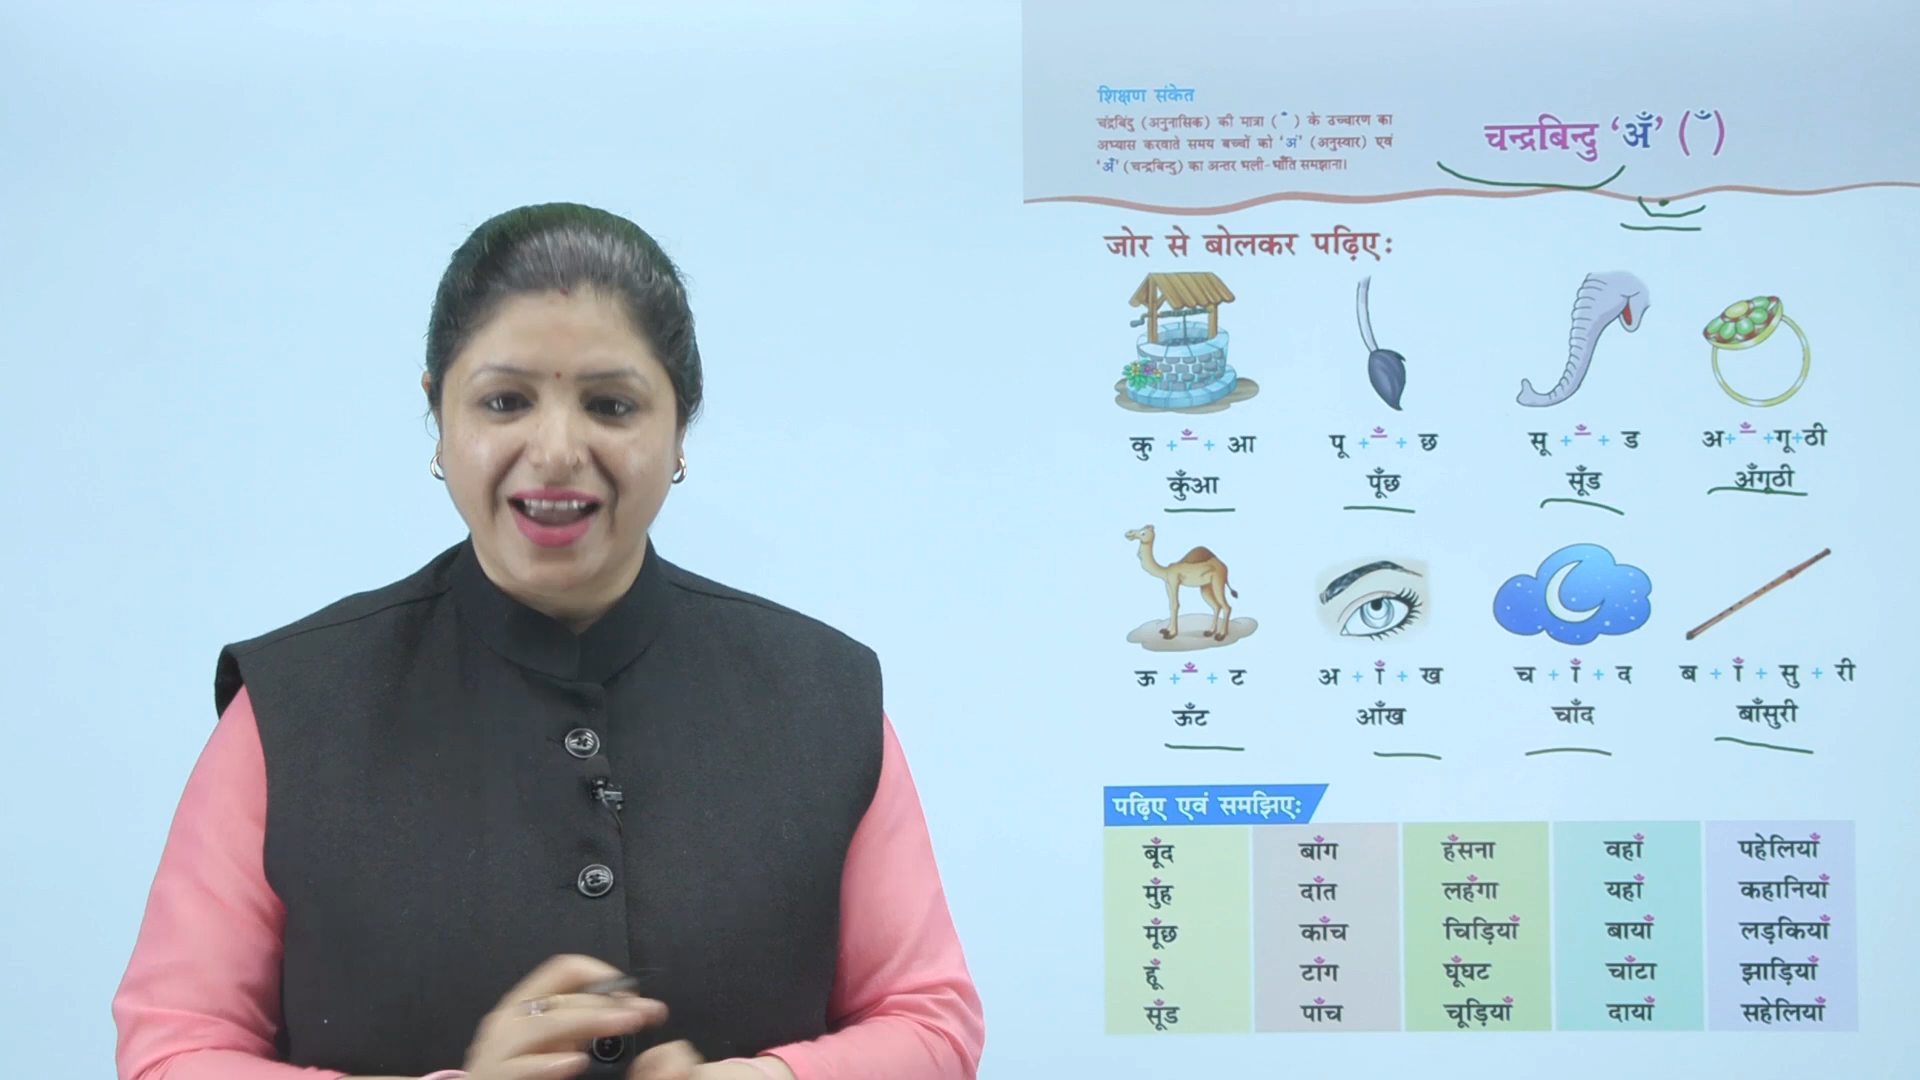 शिक्षण संकेत
चंद्रबिंदु (अनुनासिक) की मात्रा ( ँ ) के उच्चारण का
अभ्यास करवाते समय बच्चों को ‘अं’ (अनुस्वार) एवं
‘अँ’ (चन्द्रबिन्दु) का अन्तर भली-भाँति समझाना।
चन्द्रबिन्दु ‘अँ’ ( ँ )
जोर से बोलकर पढ़िए:
कु + ँ + आ पू + ँ + छ सू + ँ + ड अ+ ँ +गू+ठी
कुँआ पूँछ सूँड अँगूठी
ऊ + ँ + ट अ + ाँ + ख च + ाँ + द ब + ाँ + सु + री
ऊँट आँख चाँद बाँसुरी
पढ़िए एवं समझिए:
बूँद बाँग हँसना वहाँ पहेलियाँ
मुँह दाँत लहँगा यहाँ कहानियाँ
मूँछ काँच चिड़ियाँ बायाँ लड़कियाँ
हूँ टाँग घूँघट चाँटा झाड़ियाँ
सूँड पाँच चूड़ियाँ दायाँ सहेलियाँ